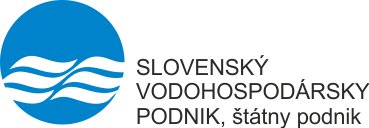 SLOVENSKÝ
VODOHOSPODÁRSKY
PODNIK, štátny podnik